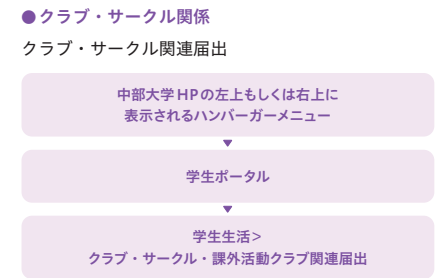 ●クラブ・サークル関係
クラブ・サークル関連届出
中部大学HPの左上もしくは右上に
表示されるハンバーガーメニュー
▼
学生ポータル
▼
学生生活>
クラブ・サークル・課外活動クラブ関連届出